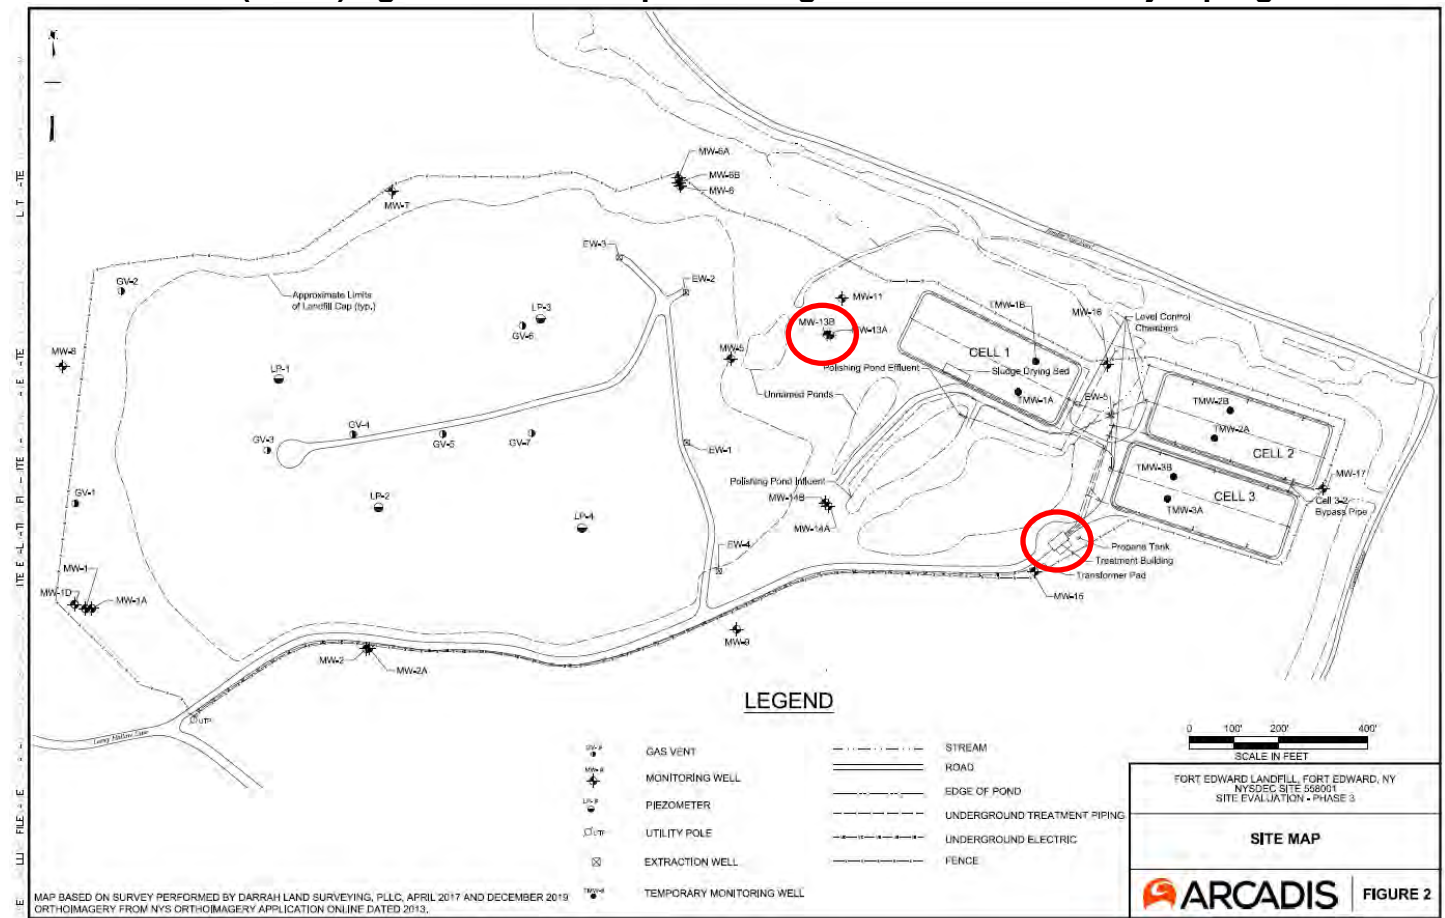 MW-6A
MW-6B
MW-6
MW-7
EW-3
EW-2
GV-2
Approximate Limits
of Landfill Cap (typ.)
LP-3
GV-6
MW-11
MW-13B
MW-13A
TMW-1B
MW-16
Level Control
Chambers
MW-8
MW-5
CELL 1
LP-1
Polishing Pond Effluent
Sludge Drying Bed
Unnamed Ponds
TMW-1A
EW-5
TMW-2B
TMW-2A
CELL 2
GV-3
GV-4
GV-5
GV-7
EW-1
TMW-3B
MW-17
Polishing Pond Influent
CELL 3
Cell 3-2
Bypass Pipe
GV-1
LP-2
MW-14B
TMW-3A
LP-4
MW-14A
EW-4
Propane Tank
Treatment Building
Transformer Pad
MW-1
MW-1D
MW-1A
MW-15
MW-9
MW-2
MW-2A
UTP
LEGEND
GAS VENT
MONITORING WELL
PIEZOMETER
UTP
UTILITY POLE
EXTRACTION WELL
TEMPORARY MONITORING WELL
STREAM
ROAD
EDGE OF POND
UNDERGROUND TREATMENT PIPING
UNDERGROUND ELECTRIC
FENCE
0 100' 200' 400'
SCALE IN FEET
FORT EDWARD LANDFILL, FORT EDWARD, NY
NYSDEC SITE 558001
SITE EVALUATION - PHASE 3
SITE MAP
ARCADIS
FIGURE 2
MAP BASED ON SURVEY PERFORMED BY DARRAH LAND SURVEYING, PLLC, APRIL 2017 AND DECEMBER 2019
ORTHOIMAGERY FROM NYS ORTHOIMAGERY APPLICATION ONLINE DATED 2013.